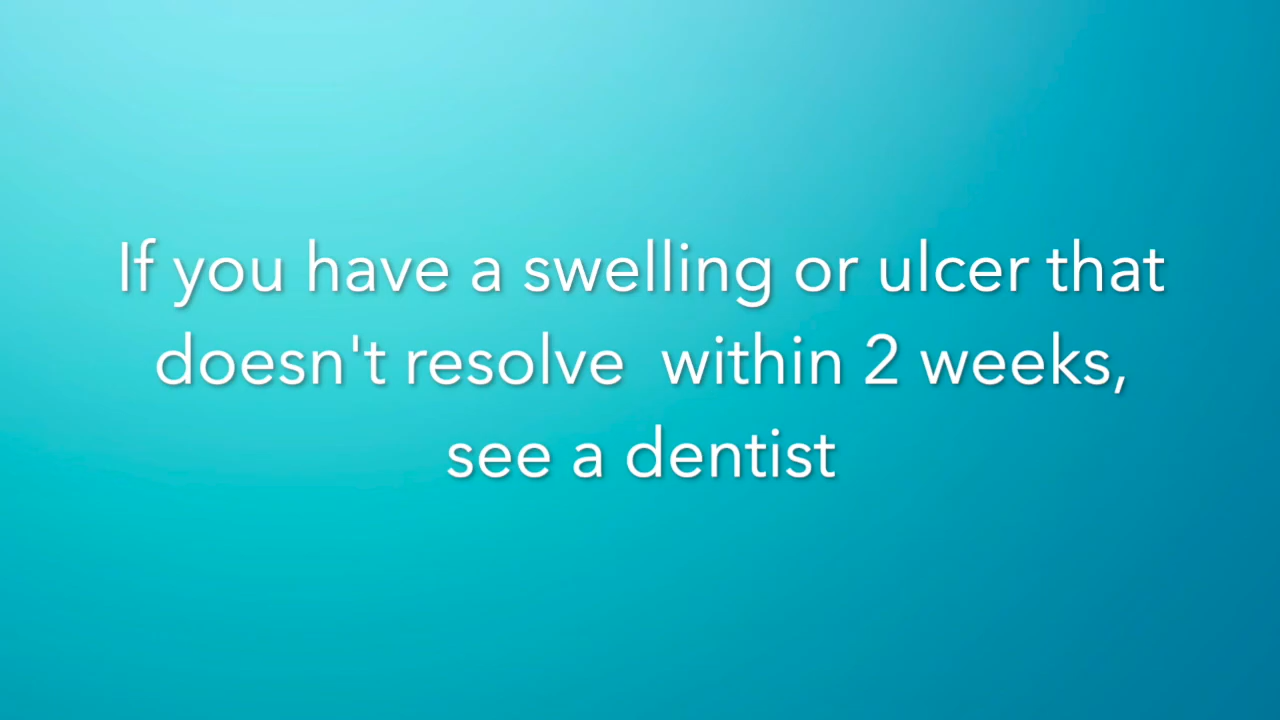 If you have a swelling or ulcer that
doesn't resolve  within 2 weeks,
see a dentist